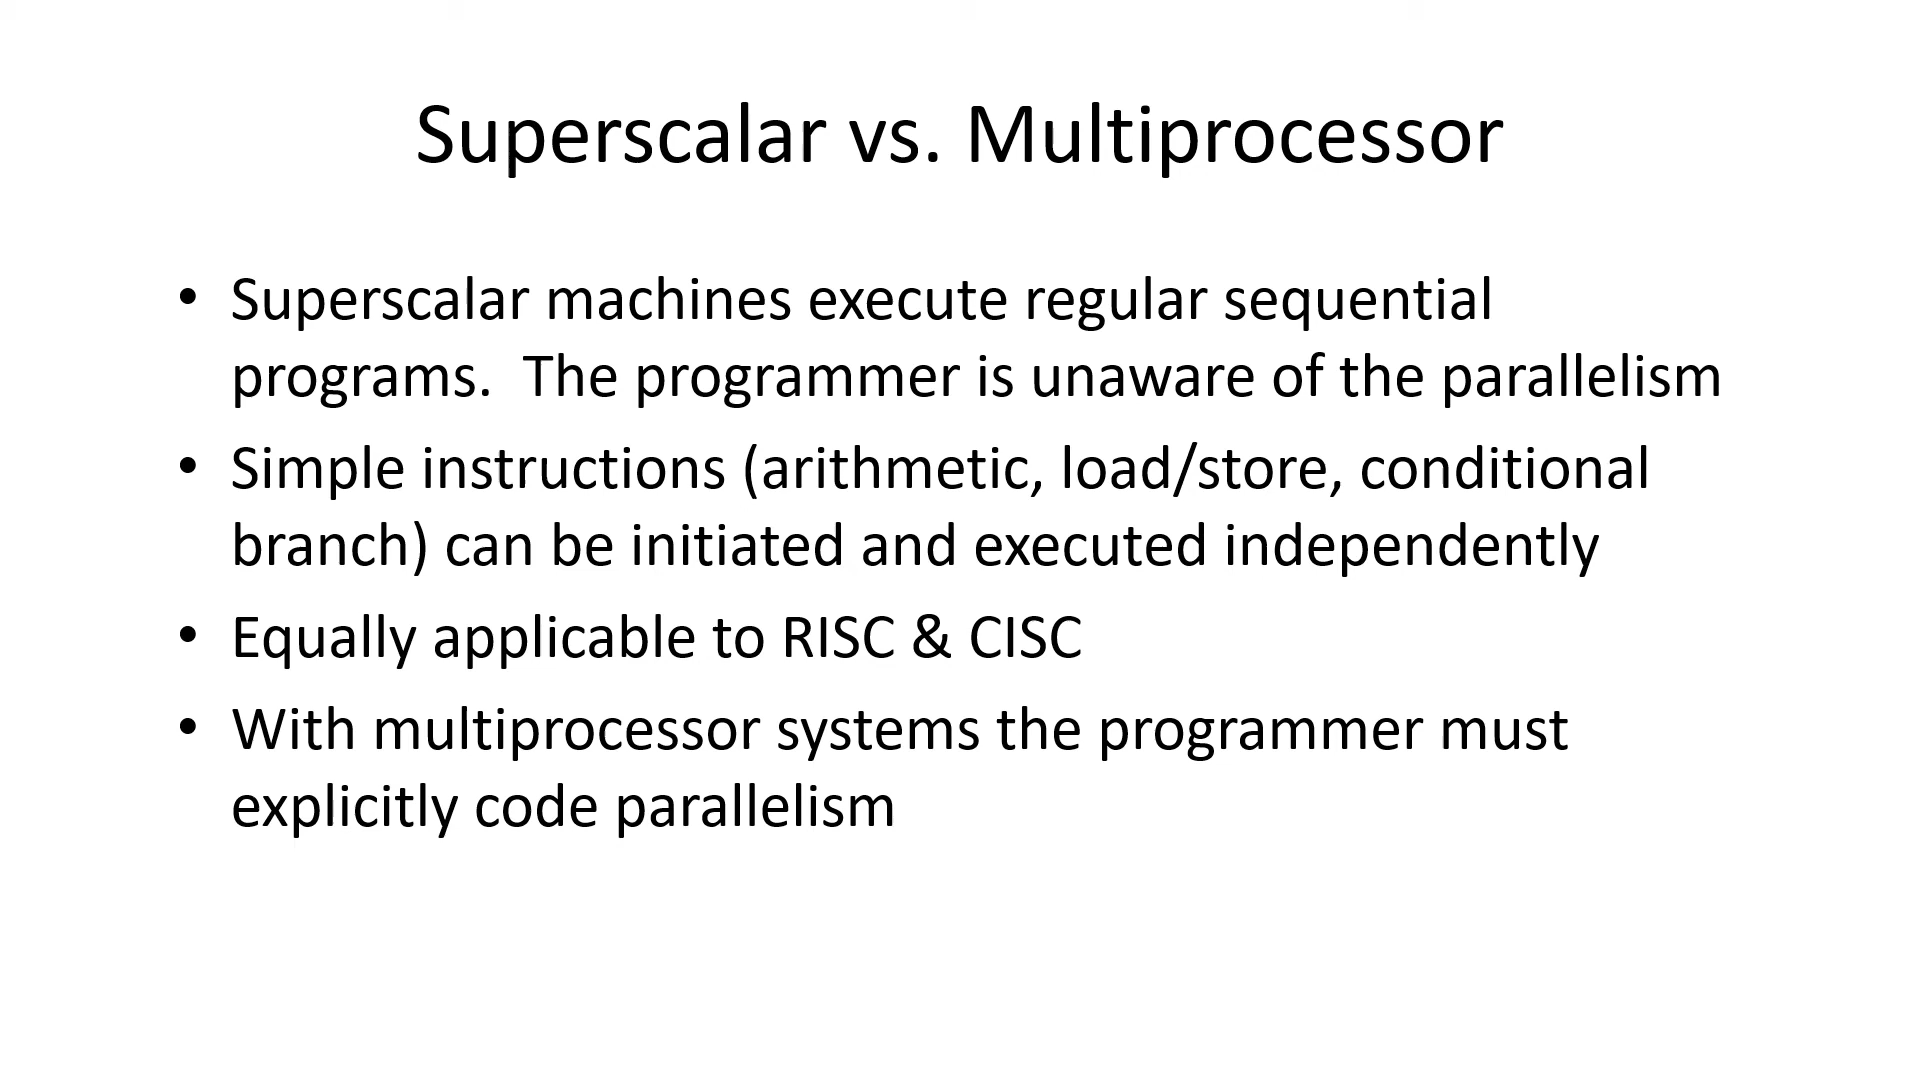 Superscalar vs. Multiprocessor
• Superscalar machines execute regular sequential
programs.  The programmer is unaware of the parallelism
• Simple instructions (arithmetic, load/store, conditional
branch) can be initiated and executed independently
• Equally applicable to RISC & CISC
• With multiprocessor systems the programmer must
explicitly code parallelism